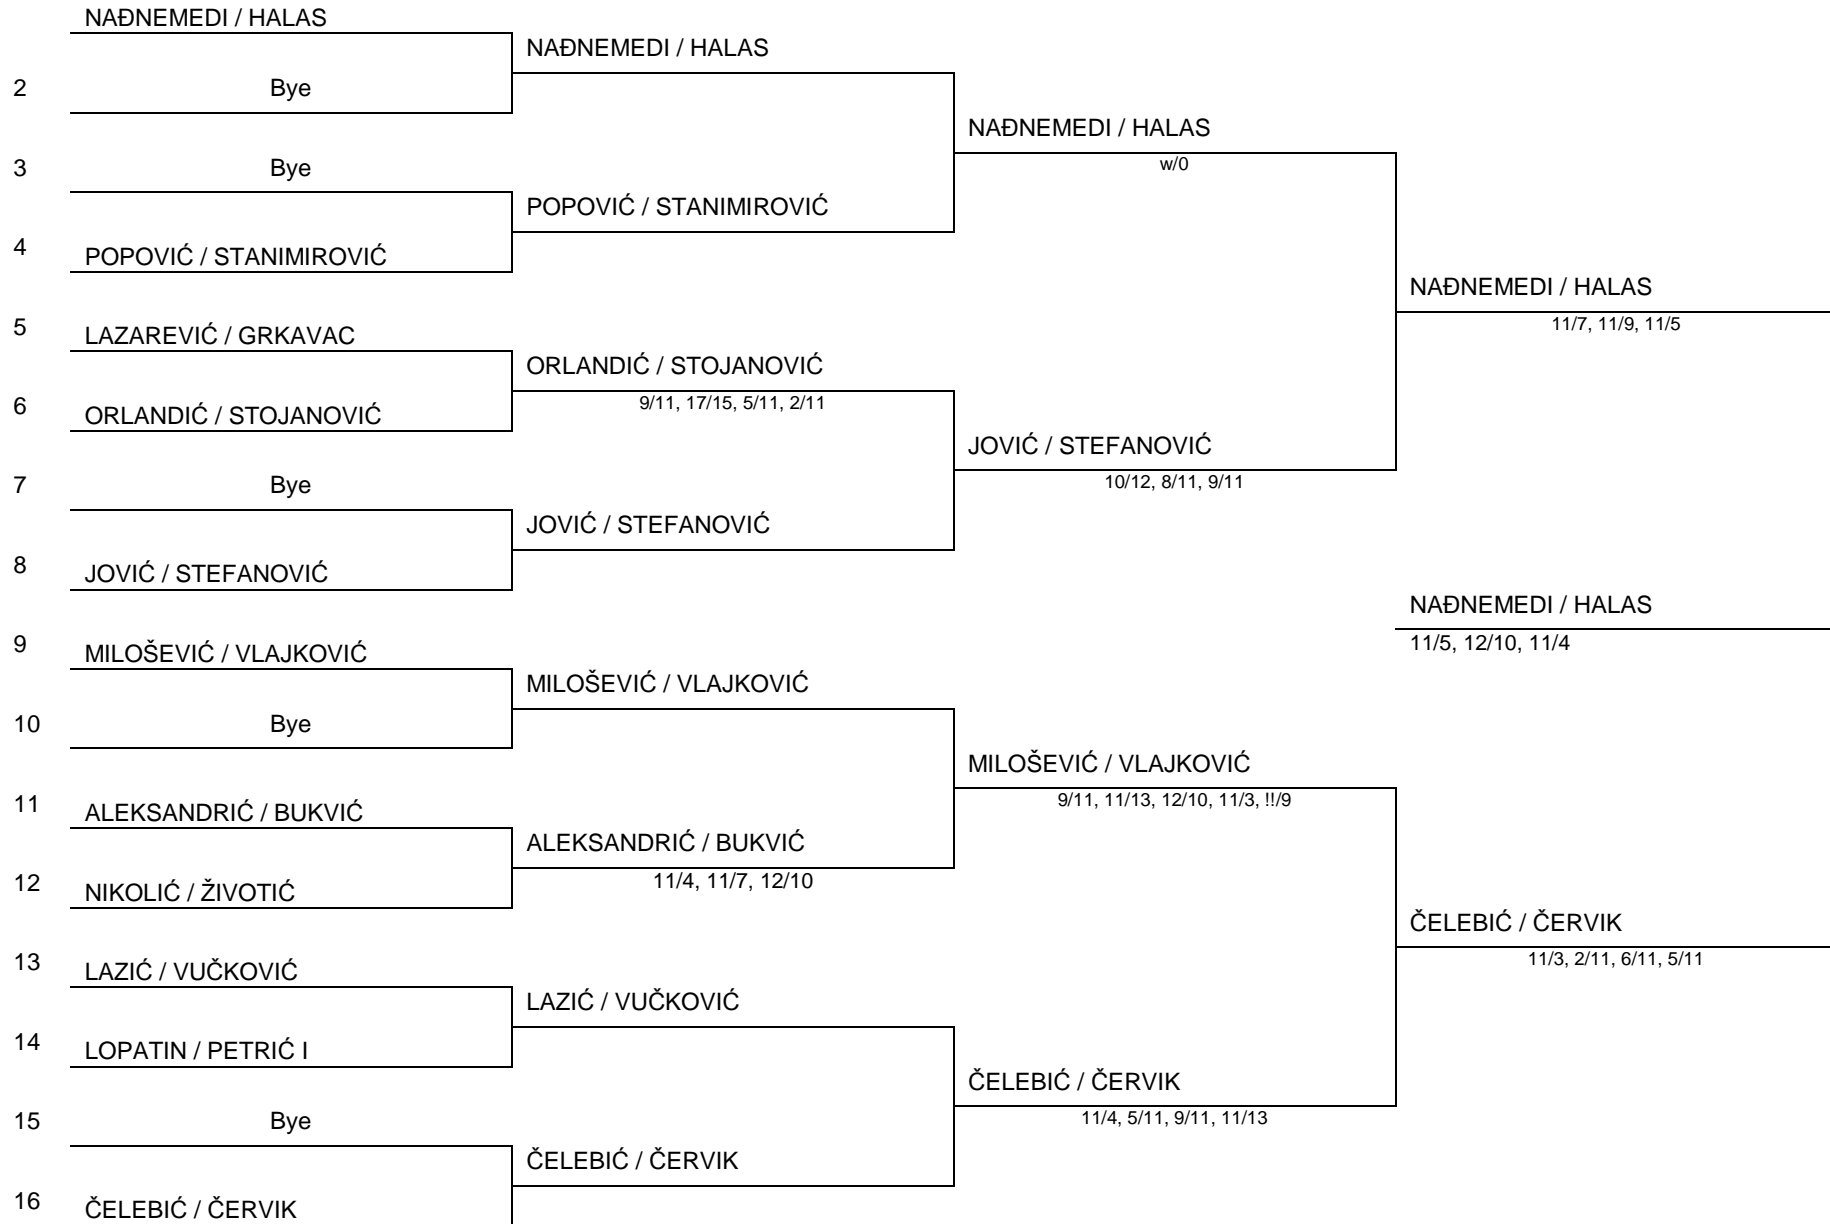 NAĐNEMEDI / HALAS
NAĐNEMEDI / HALAS
2 Bye
NAĐNEMEDI / HALAS
w/0
3 Bye
POPOVIĆ / STANIMIROVIĆ
4 POPOVIĆ / STANIMIROVIĆ
NAĐNEMEDI / HALAS
11/7, 11/9, 11/5
5 LAZAREVIĆ / GRKAVAC
ORLANDIĆ / STOJANOVIĆ
9/11, 17/15, 5/11, 2/11
6 ORLANDIĆ / STOJANOVIĆ
JOVIĆ / STEFANOVIĆ
10/12, 8/11, 9/11
7 Bye
JOVIĆ / STEFANOVIĆ
8 JOVIĆ / STEFANOVIĆ
NAĐNEMEDI / HALAS
11/5, 12/10, 11/4
9 MILOŠEVIĆ / VLAJKOVIĆ
MILOŠEVIĆ / VLAJKOVIĆ
10 Bye
MILOŠEVIĆ / VLAJKOVIĆ
9/11, 11/13, 12/10, 11/3, !!/9
11 ALEKSANDRIĆ / BUKVIĆ
ALEKSANDRIĆ / BUKVIĆ
11/4, 11/7, 12/10
12 NIKOLIĆ / ŽIVOTIĆ
ČELEBIĆ / ČERVIK
11/3, 2/11, 6/11, 5/11
13 LAZIĆ / VUČKOVIĆ
LAZIĆ / VUČKOVIĆ
14 LOPATIN / PETRIĆ I
ČELEBIĆ / ČERVIK
11/4, 5/11, 9/11, 11/13
15 Bye
ČELEBIĆ / ČERVIK
16 ČELEBIĆ / ČERVIK